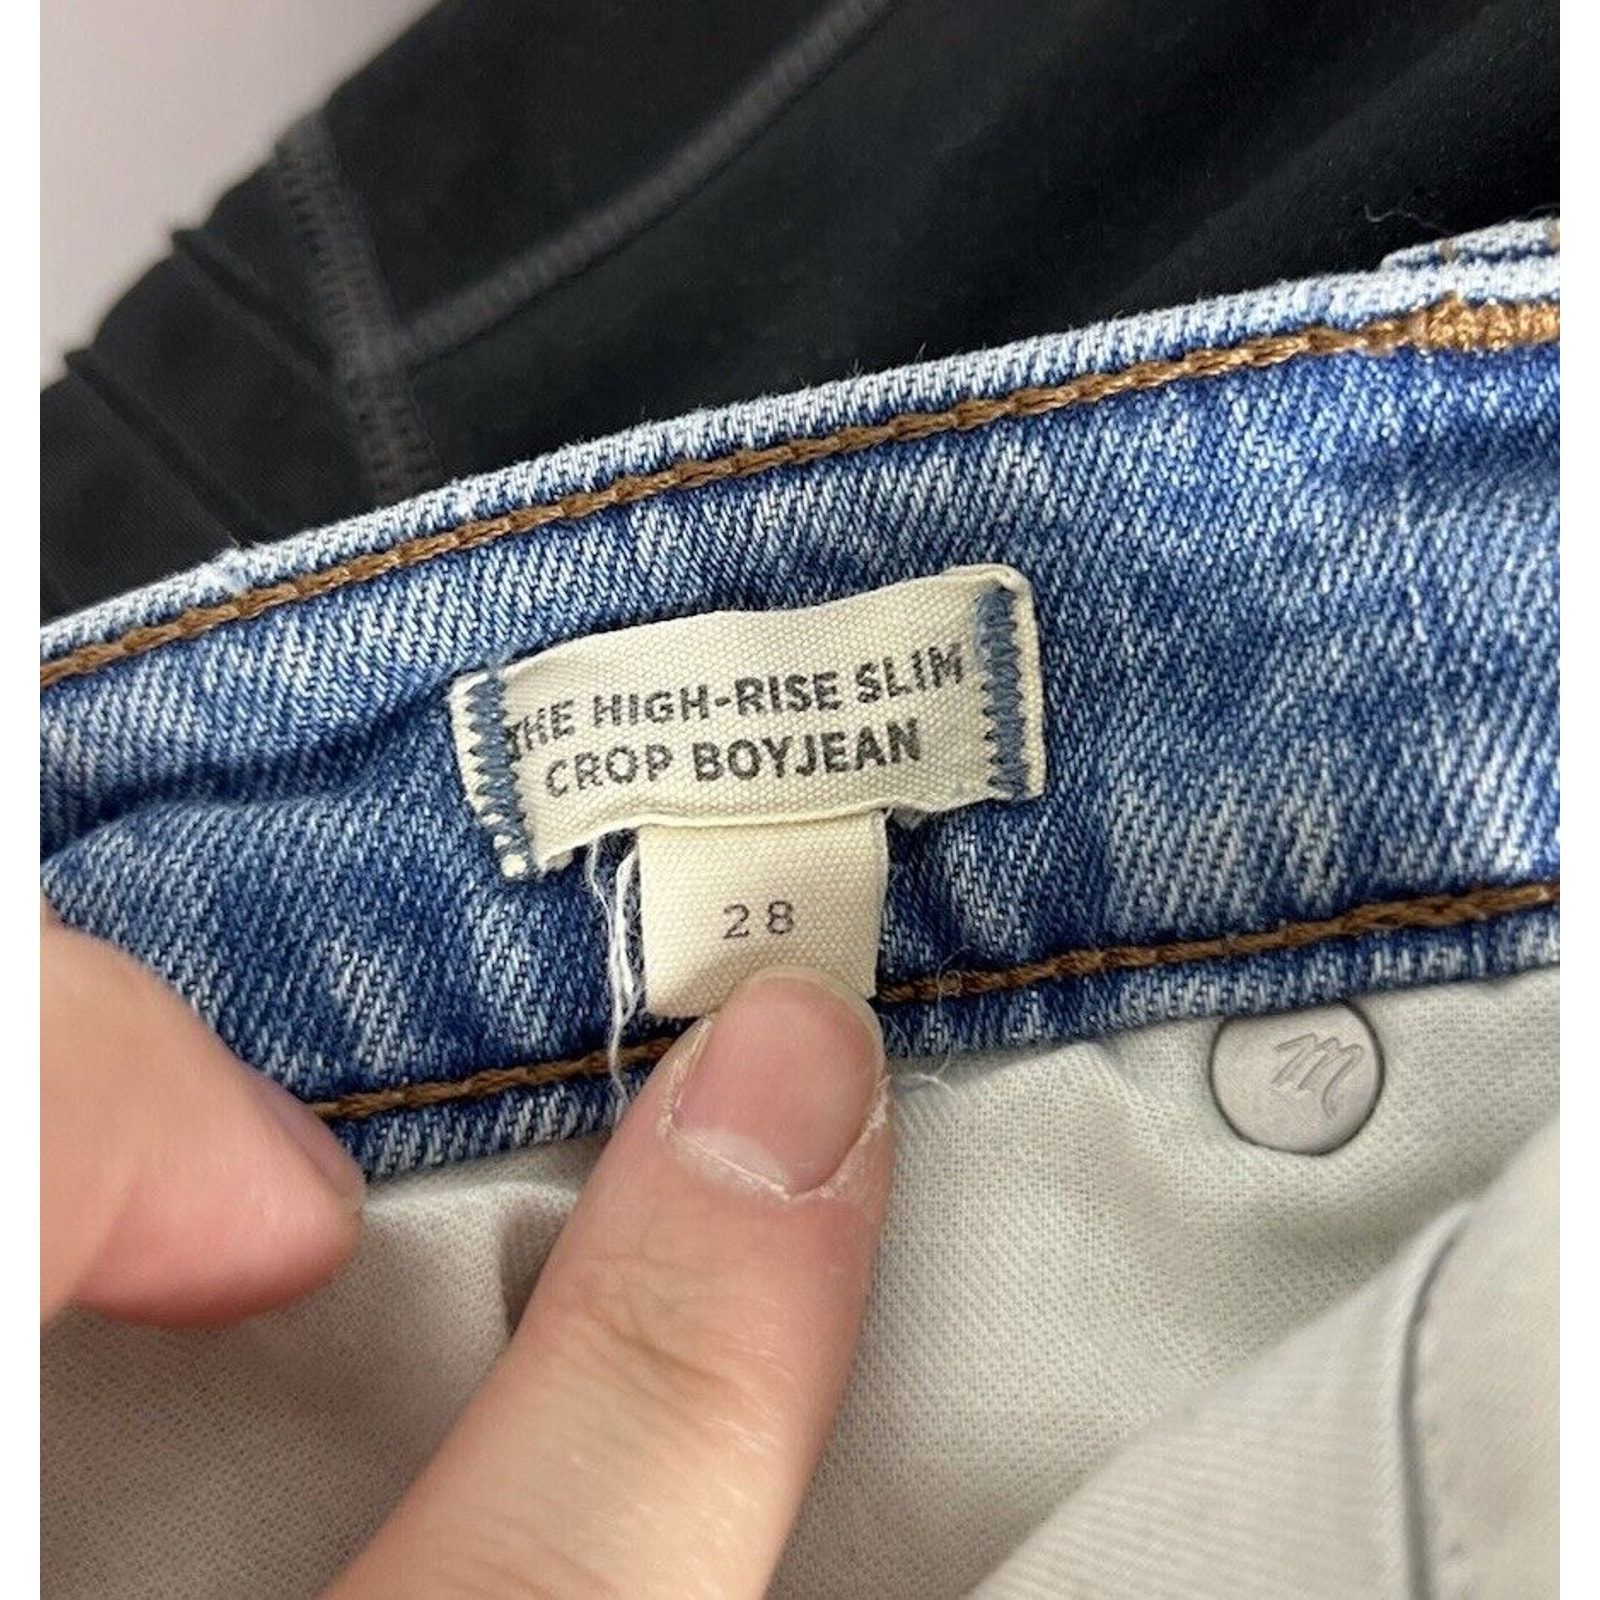 THE HIGH-RISE SLIM
CROP BOYJEAN
28
m